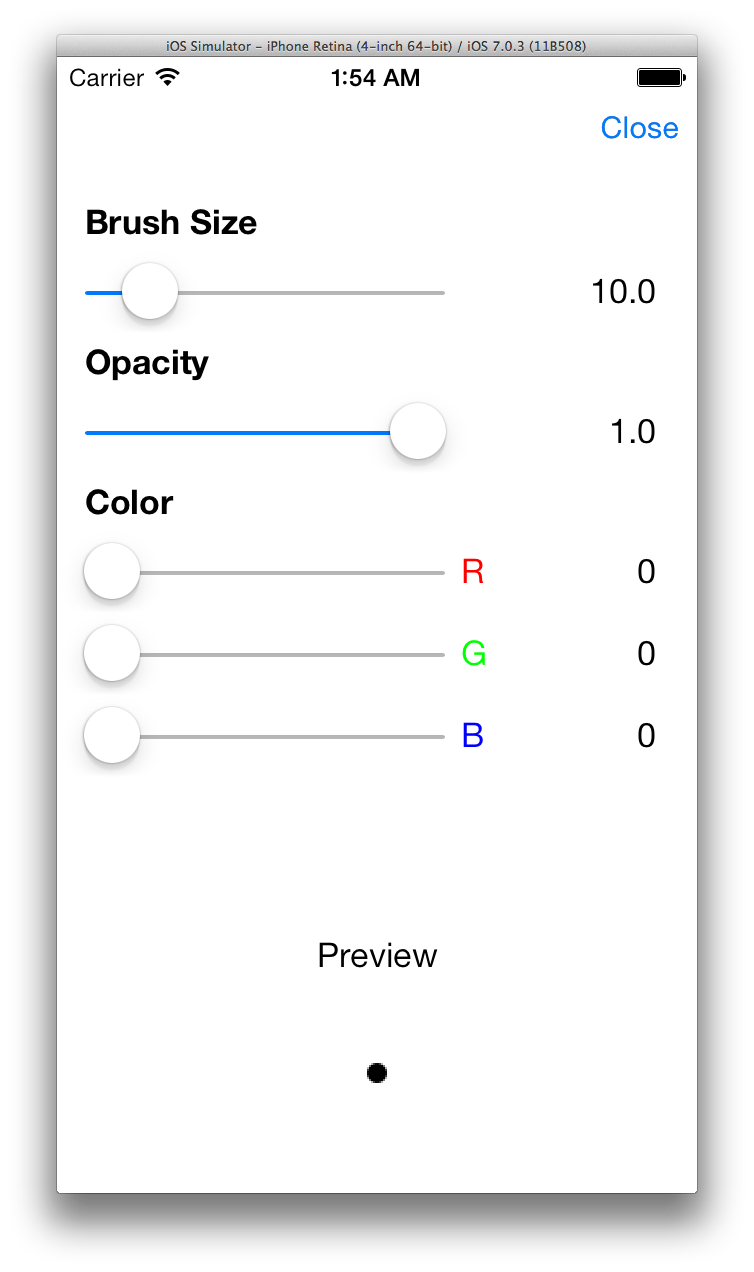 iOS Simulator – iPhone Retina (4-inch 64-bit) / iOS 7.0.3 (11B508)
Carrier 1:54 AM
Close
Brush Size
10.0
Opacity
1.0
Color
R 0
G 0
B 0
Preview